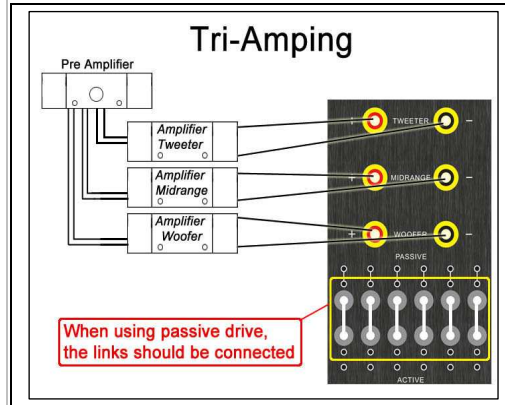 Tri-Amping
Pre Amplifier
Amplifier
Tweeter
+ TWEETER −
Amplifier
Midrange
+ MIDRANGE −
Amplifier
Woofer
+ WOOFER −
PASSIVE
When using passive drive,
the links should be connected
ACTIVE